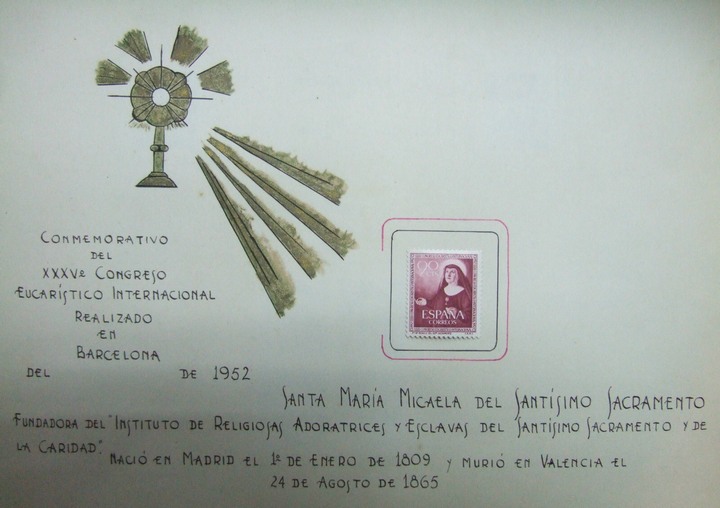 CONMEMORATIVO
DEL
XXXVº CONGRESO
EUCARÍSTICO INTERNACIONAL
REALIZADO
EN
BARCELONA
DEL DE 1952
90
ESPAÑA
CORREOS
SANTA MARÍA MICAELA DEL SANTÍSIMO SACRAMENTO
FUNDADORA DEL "INSTITUTO DE RELIGIOSAS ADORATRICES Y ESCLAVAS DEL SANTÍSIMO SACRAMENTO Y DE
LA CARIDAD".
NACIÓ EN MADRID EL 1º DE ENERO DE 1809 Y MURIÓ EN VALENCIA EL
24 DE AGOSTO DE 1865